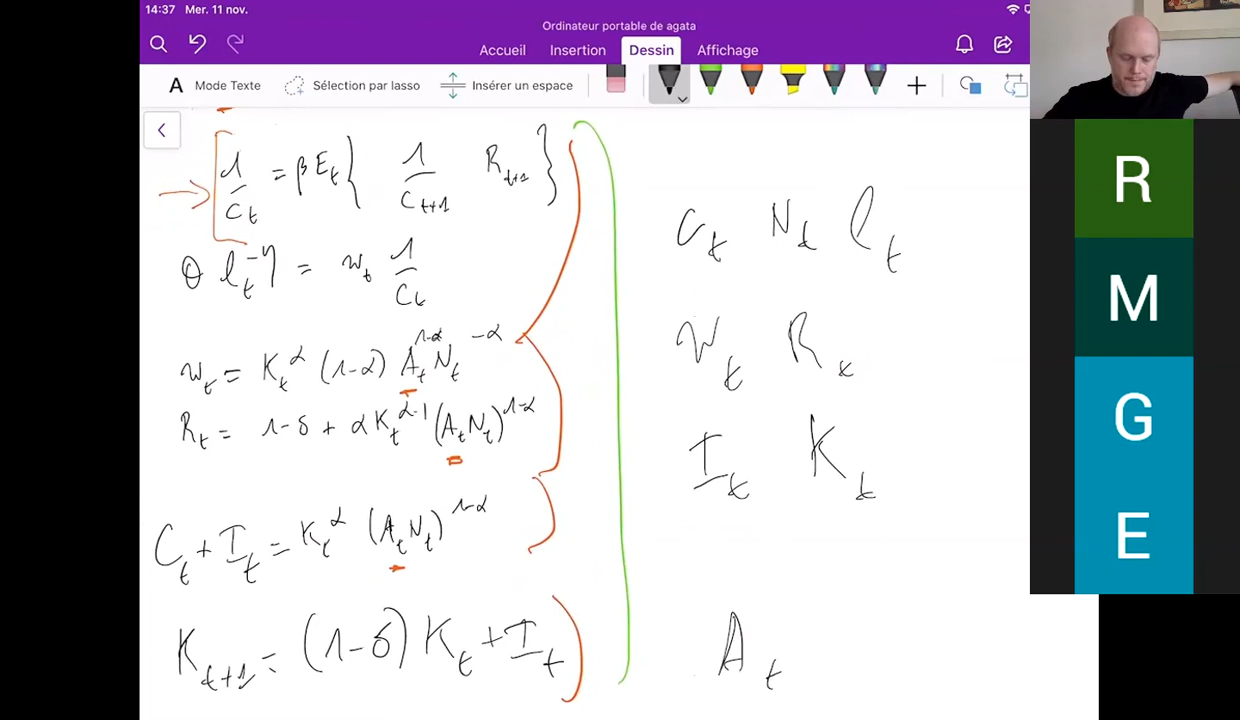 14:37 Mer. 11 nov.
Ordinateur portable de agata
Accueil Insertion Dessin Affichage
A Mode Texte Sélection par lasso Insérer un espace
1/C_t = βE_t{ 1/C_{t+1} R_{t+1} }
θ l_t^{-η} = w_t 1/C_t
w_t = K_t^α (1-α) A_t^{1-α} N_t^{-α}
R_t = 1-δ + αK_t^{α-1} (A_t N_t)^{1-α}
C_t + I_t = K_t^α (A_t N_t)^{1-α}
K_{t+1} = (1-δ) K_t + I_t
C_t N_t l_t
W_t R_t
I_t K_t
A_t
R
M
G
E